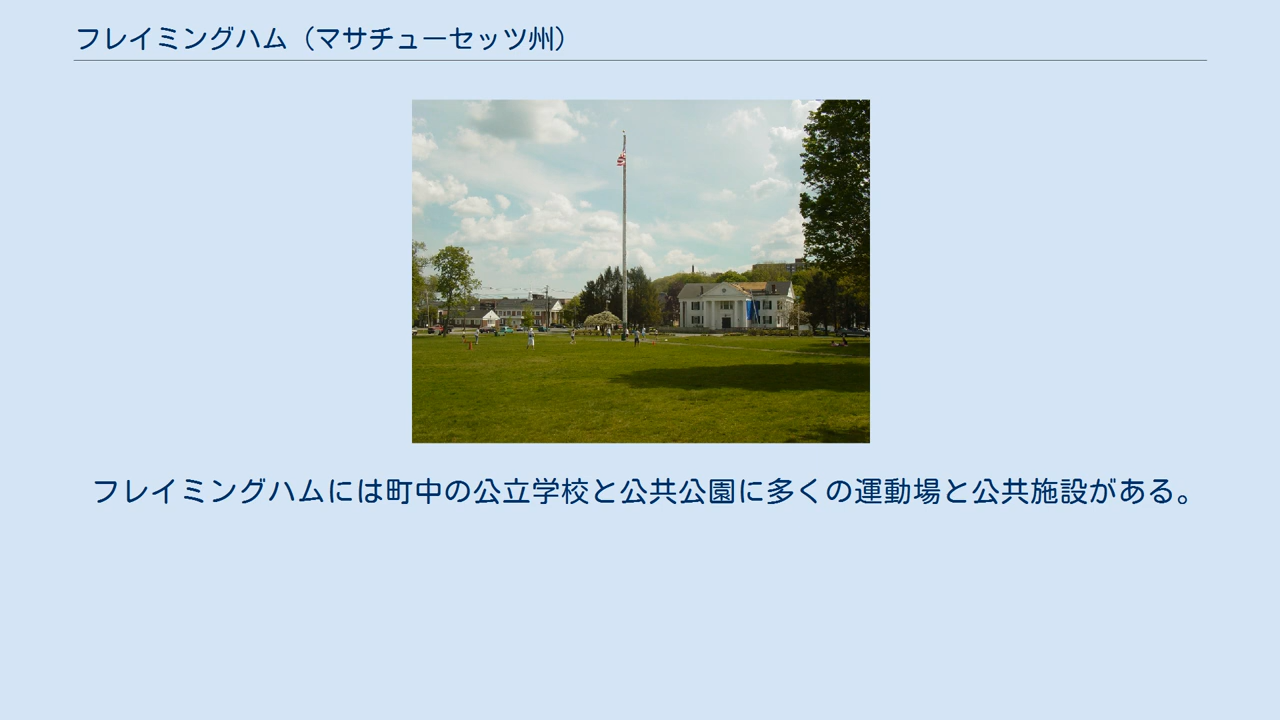 フレイミングハム（マサチューセッツ州）
フレイミングハムには町中の公立学校と公共公園に多くの運動場と公共施設がある。